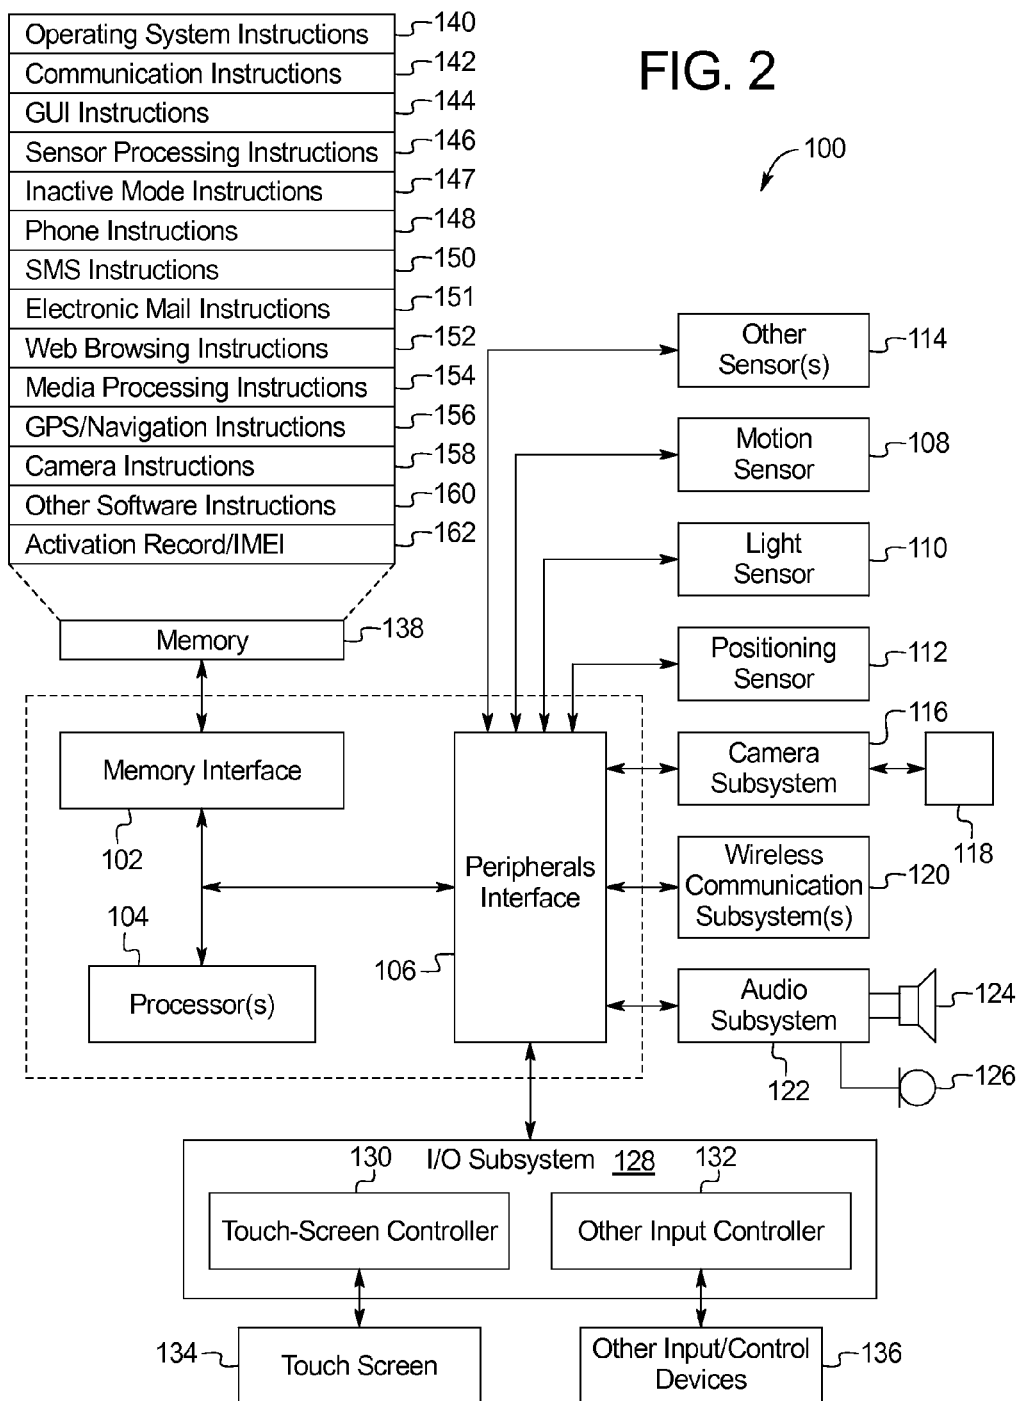 FIG. 2
100
Operating System Instructions 140
Communication Instructions 142
GUI Instructions 144
Sensor Processing Instructions 146
Inactive Mode Instructions 147
Phone Instructions 148
SMS Instructions 150
Electronic Mail Instructions 151
Web Browsing Instructions 152
Media Processing Instructions 154
GPS/Navigation Instructions 156
Camera Instructions 158
Other Software Instructions 160
Activation Record/IMEI 162
Memory 138
Other
Sensor(s)
114
Motion
Sensor
108
Light
Sensor
110
Positioning
Sensor
112
116
Camera
Subsystem
118
Memory Interface
102
Peripherals
Interface
106
Wireless
Communication
Subsystem(s)
120
104
Processor(s)
Audio
Subsystem
122
124
126
I/O Subsystem 128
130
Touch-Screen Controller
132
Other Input Controller
134
Touch Screen
Other Input/Control
Devices
136